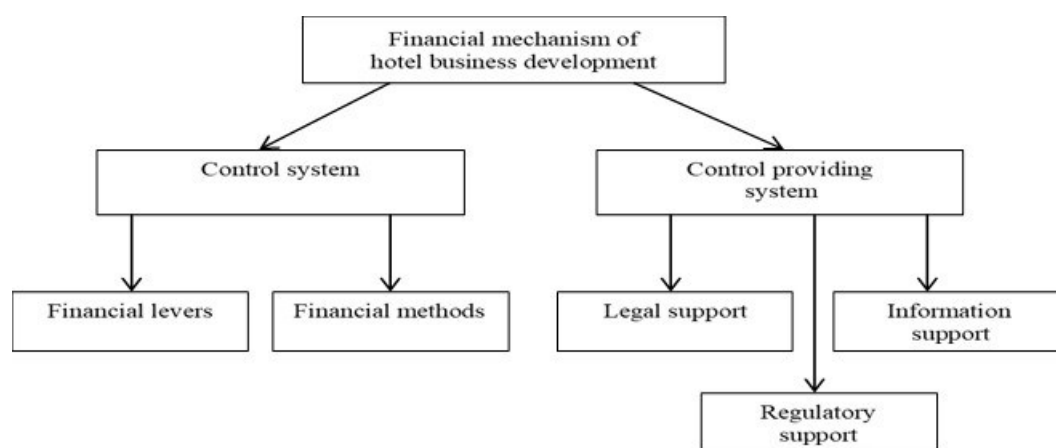 Financial mechanism of
hotel business development
Control system
Control providing
system
Financial levers
Financial methods
Legal support
Information
support
Regulatory
support